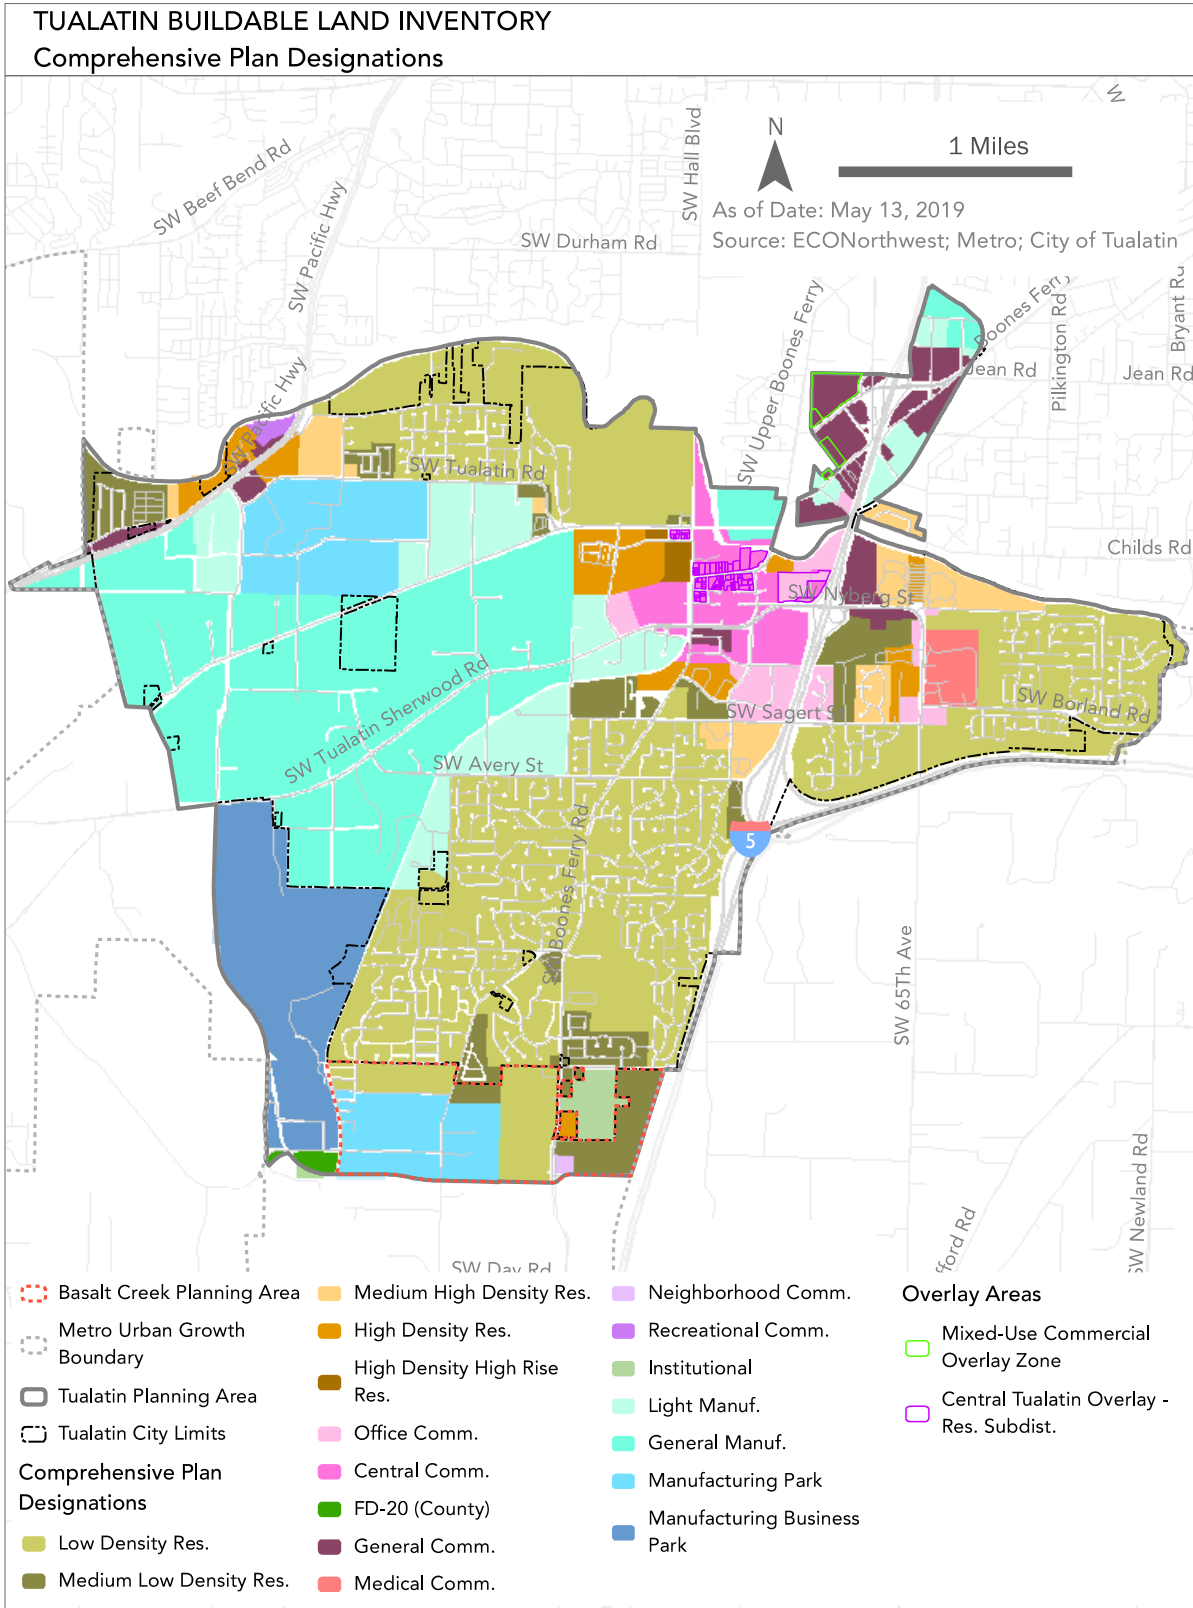 TUALATIN BUILDABLE LAND INVENTORY
Comprehensive Plan Designations
W
N
1 Miles
As of Date: May 13, 2019
Source: ECONorthwest; Metro; City of Tualatin
SW Hall Blvd
SW Beef Bend Rd
SW Pacific Hwy
SW Durham Rd
SW Upper Boones Ferry
Boones Ferry
Pilkington Rd
Bryant Rd
Jean Rd
Jean Rd
SW Pacific Hwy
SW Tualatin Rd
Childs Rd
SW Nyberg St
SW Tualatin Sherwood Rd
SW Borland Rd
SW Sagert S
SW Avery St
SW Boones Ferry Rd
5
SW 65Th Ave
SW Newland Rd
fford Rd
SW Day Rd
Basalt Creek Planning Area
Metro Urban Growth
Boundary
Tualatin Planning Area
Tualatin City Limits
Comprehensive Plan
Designations
Low Density Res.
Medium Low Density Res.
Medium High Density Res.
High Density Res.
High Density High Rise
Res.
Office Comm.
Central Comm.
FD-20 (County)
General Comm.
Medical Comm.
Neighborhood Comm.
Recreational Comm.
Institutional
Light Manuf.
General Manuf.
Manufacturing Park
Manufacturing Business
Park
Overlay Areas
Mixed-Use Commercial
Overlay Zone
Central Tualatin Overlay -
Res. Subdist.